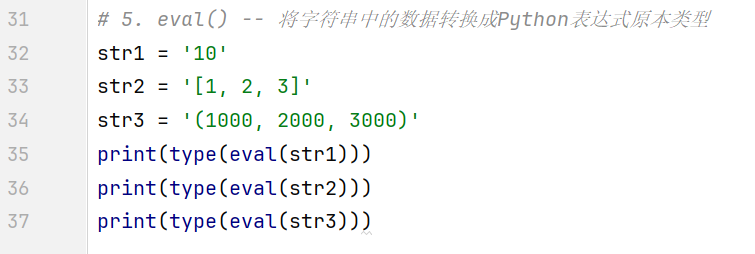 31 # 5. eval() -- 将字符串中的数据转换成Python表达式原本类型
32 str1 = '10'
33 str2 = '[1, 2, 3]'
34 str3 = '(1000, 2000, 3000)'
35 print(type(eval(str1)))
36 print(type(eval(str2)))
37 print(type(eval(str3)))